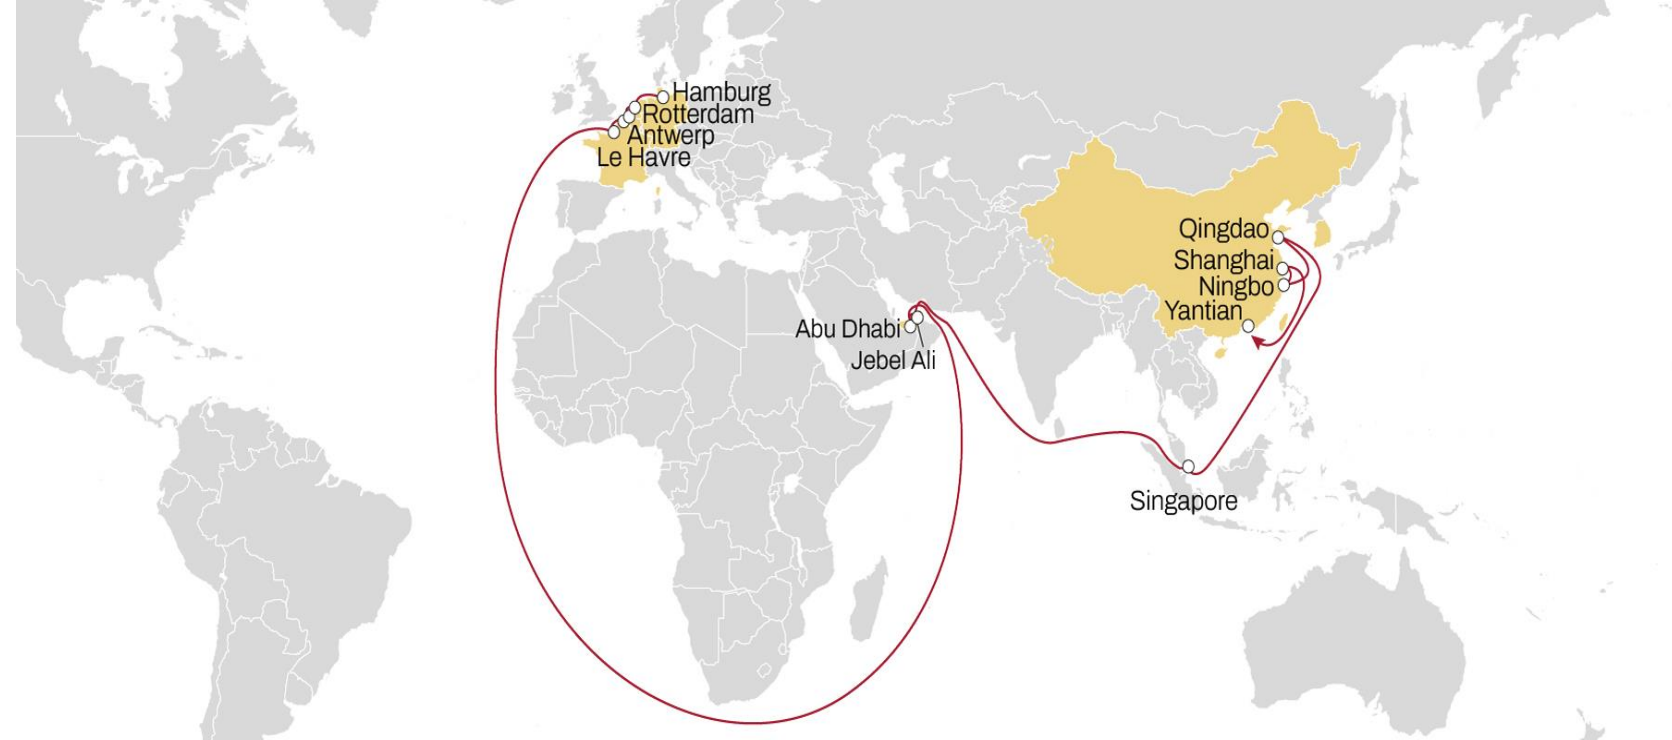 Hamburg
Rotterdam
Antwerp
Le Havre
Qingdao
Shanghai
Ningbo
Yantian
Abu Dhabi
Jebel Ali
Singapore